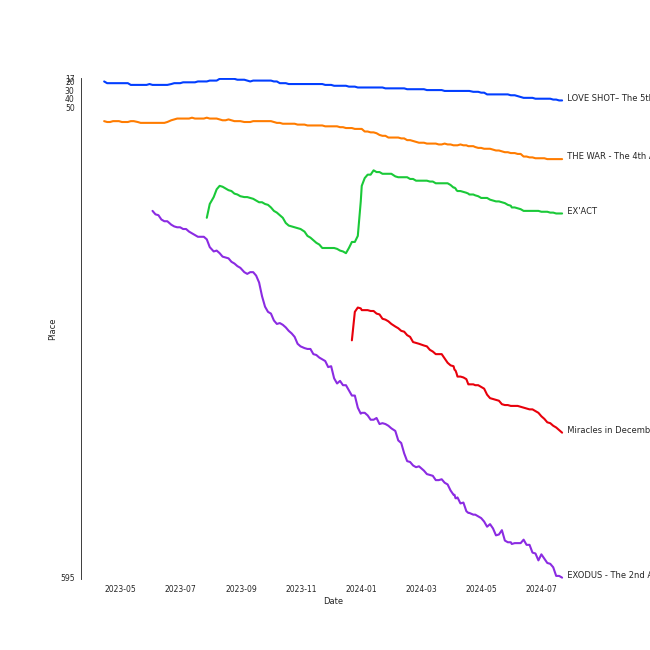 17
20
30
40
50
595
Place
2023-05 2023-07 2023-09 2023-11 2024-01 2024-03 2024-05 2024-07
Date
LOVE SHOT– The 5th
THE WAR - The 4th
EX'ACT
Miracles in Decemb
EXODUS - The 2nd A